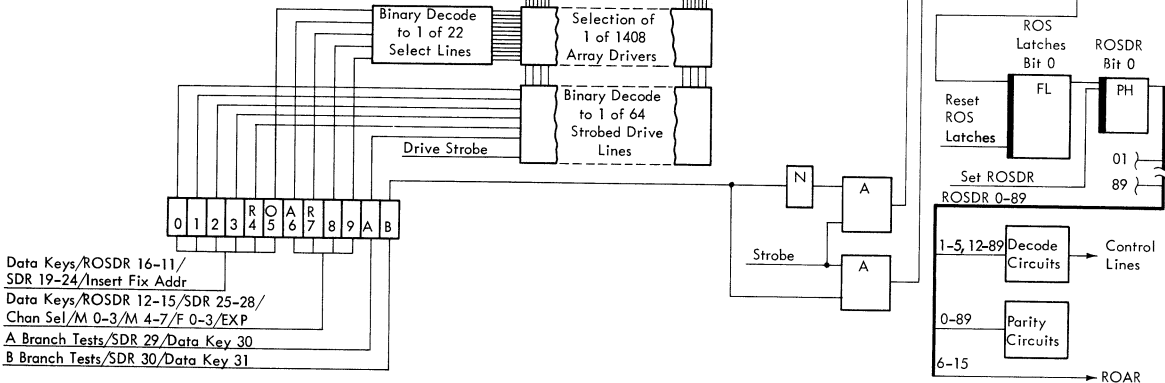 Binary Decode
to 1 of 22
Select Lines
Selection of
1 of 1408
Array Drivers
Binary Decode
to 1 of 64
Strobed Drive
Lines
Drive Strobe
ROS
Latches
Bit 0
ROSDR
Bit 0
FL
PH
Reset
ROS
Latches
Set ROSDR
01
89
ROSDR 0-89
N
A
A
Strobe
0 1 2 3 R4 O5 A6 R7 8 9 A B
1-5, 12-89
Decode
Circuits
Control
Lines
0-89
Parity
Circuits
6-15
ROAR
Data Keys/ROSDR 16-11/
SDR 19-24/Insert Fix Addr
Data Keys/ROSDR 12-15/SDR 25-28/
Chan Sel/M 0-3/M 4-7/F 0-3/EXP
A Branch Tests/SDR 29/Data Key 30
B Branch Tests/SDR 30/Data Key 31